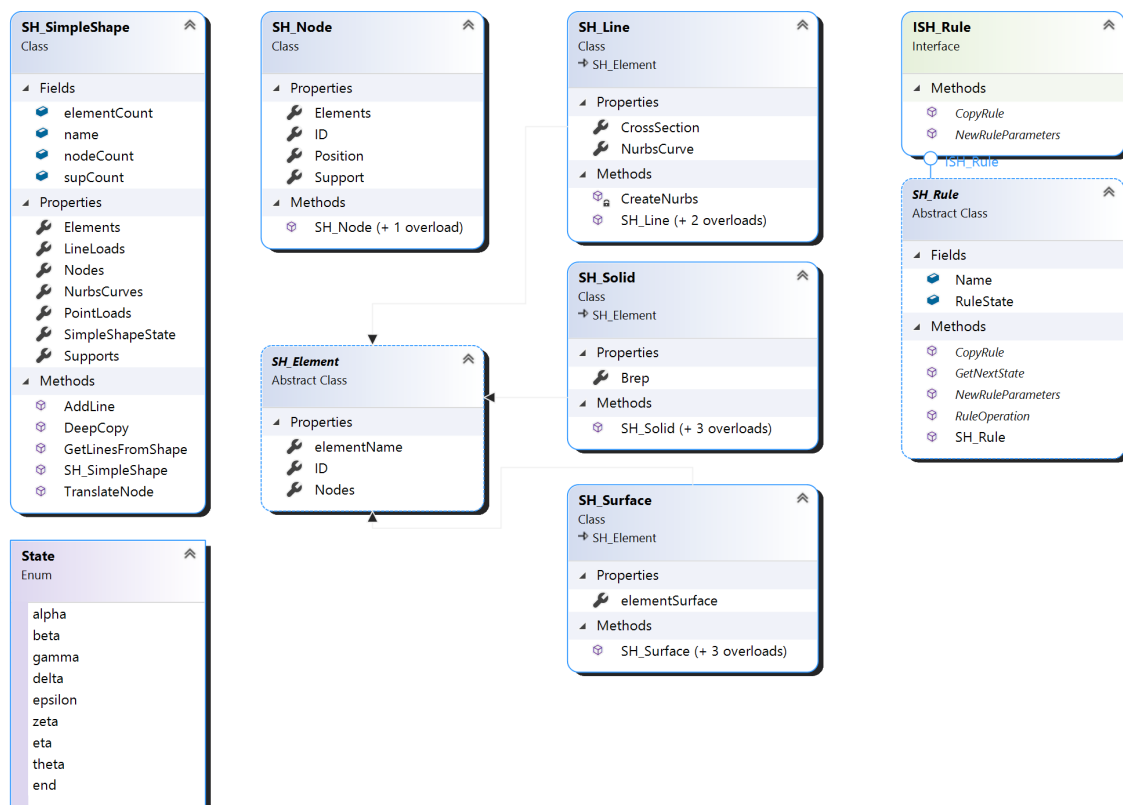 SH_SimpleShape
Class
Fields
elementCount
name
nodeCount
supCount
Properties
Elements
LineLoads
Nodes
NurbsCurves
PointLoads
SimpleShapeState
Supports
Methods
AddLine
DeepCopy
GetLinesFromShape
SH_SimpleShape
TranslateNode
State
Enum
alpha
beta
gamma
delta
epsilon
zeta
eta
theta
end
SH_Node
Class
Properties
Elements
ID
Position
Support
Methods
SH_Node (+ 1 overload)
SH_Element
Abstract Class
Properties
elementName
ID
Nodes
SH_Line
Class
SH_Element
Properties
CrossSection
NurbsCurve
Methods
CreateNurbs
SH_Line (+ 2 overloads)
SH_Solid
Class
SH_Element
Properties
Brep
Methods
SH_Solid (+ 3 overloads)
SH_Surface
Class
SH_Element
Properties
elementSurface
Methods
SH_Surface (+ 3 overloads)
ISH_Rule
Interface
Methods
CopyRule
NewRuleParameters
ISH_Rule
SH_Rule
Abstract Class
Fields
Name
RuleState
Methods
CopyRule
GetNextState
NewRuleParameters
RuleOperation
SH_Rule